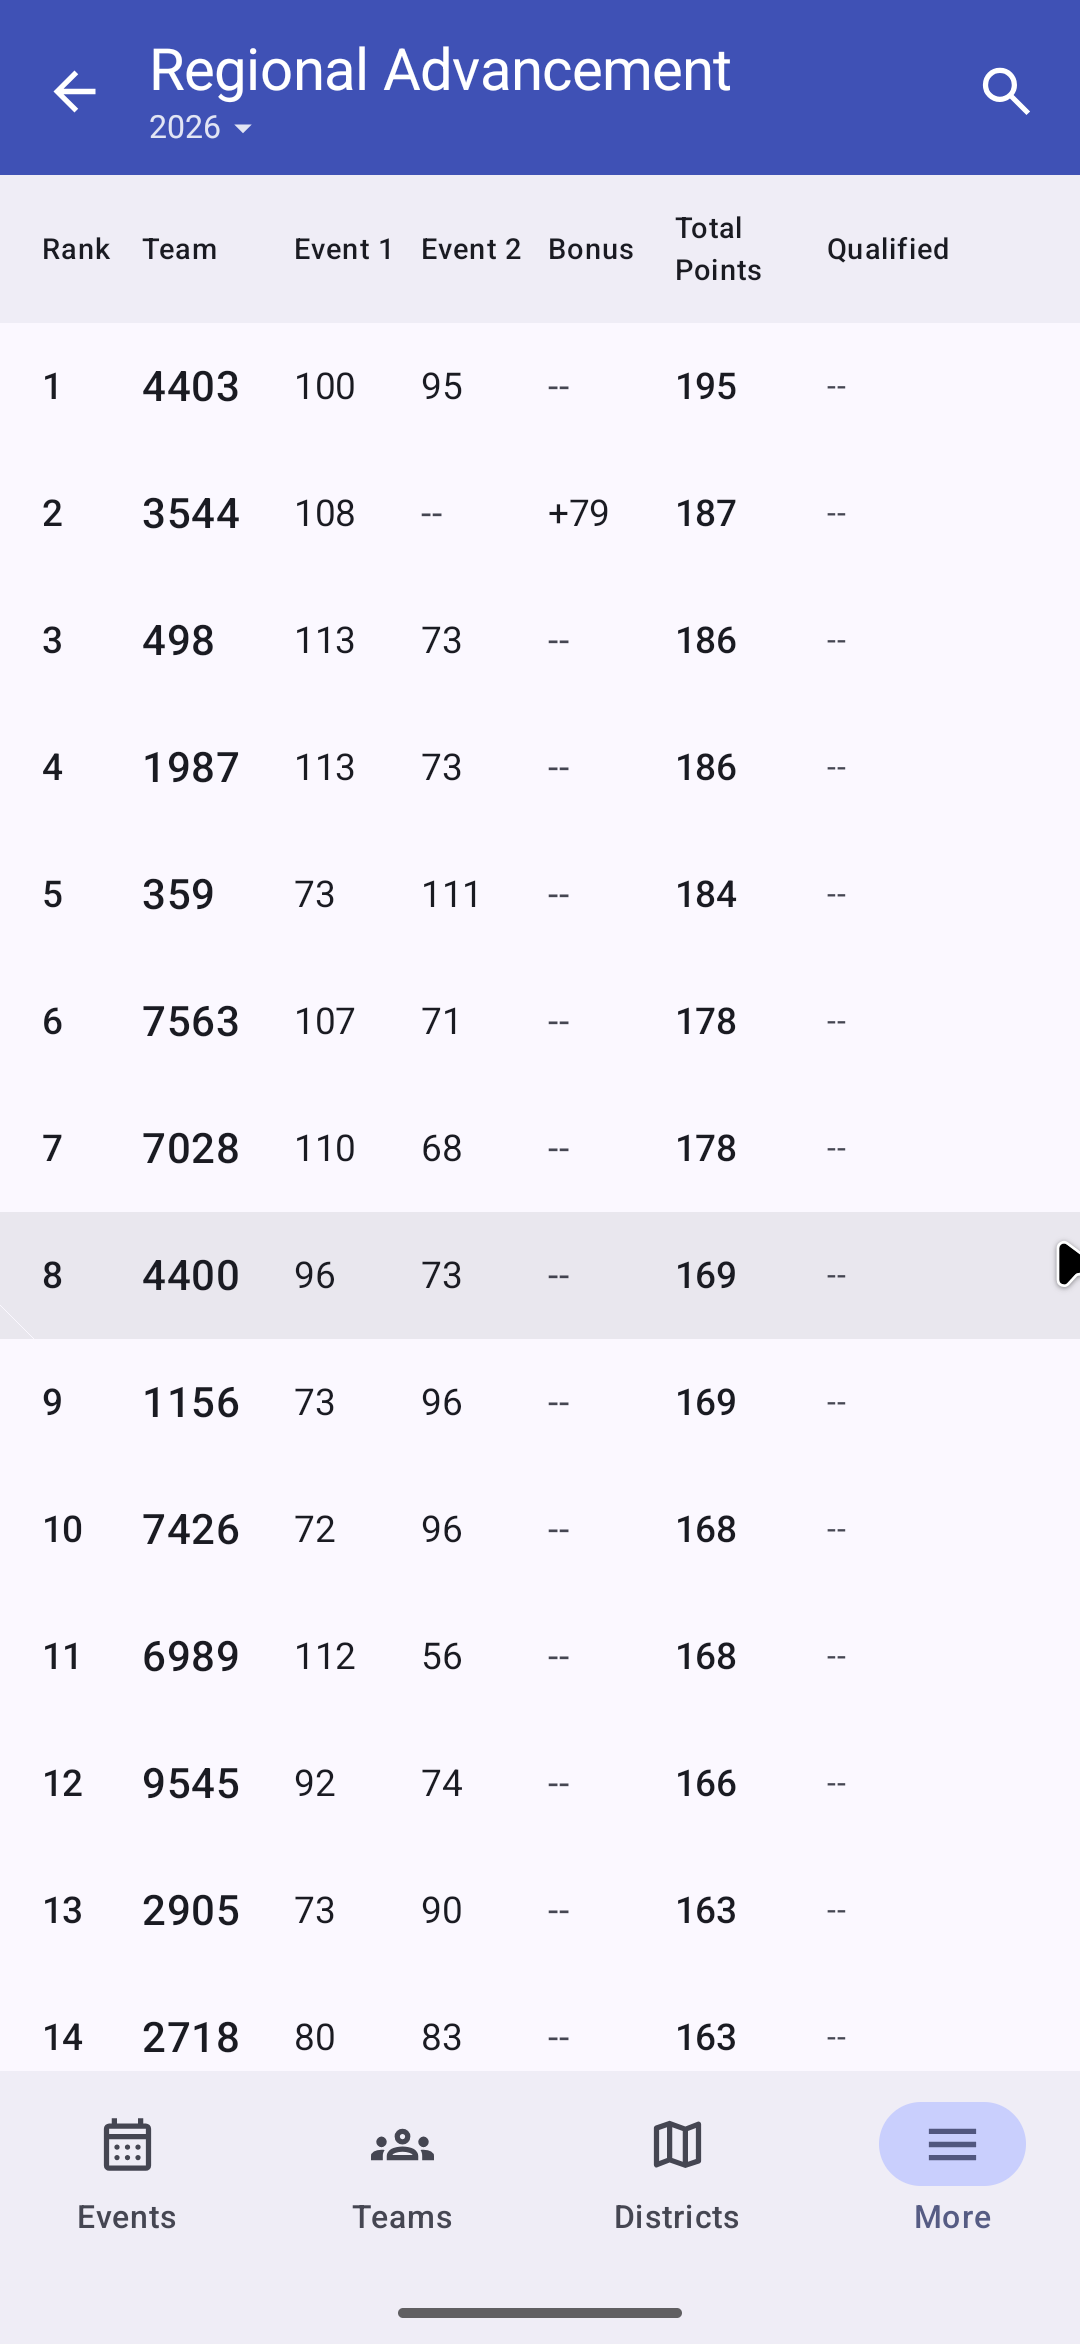 Regional Advancement
2026
Rank Team Event 1 Event 2 Bonus Total Points Qualified
1 4403 100 95 -- 195 --
2 3544 108 -- +79 187 --
3 498 113 73 -- 186 --
4 1987 113 73 -- 186 --
5 359 73 111 -- 184 --
6 7563 107 71 -- 178 --
7 7028 110 68 -- 178 --
8 4400 96 73 -- 169 --
9 1156 73 96 -- 169 --
10 7426 72 96 -- 168 --
11 6989 112 56 -- 168 --
12 9545 92 74 -- 166 --
13 2905 73 90 -- 163 --
14 2718 80 83 -- 163 --
Events Teams Districts More